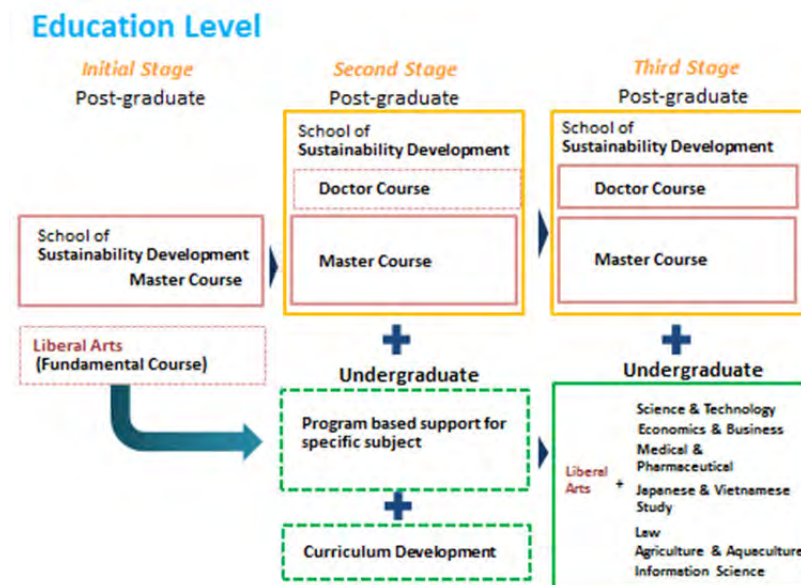 Education Level
Initial Stage
Post-graduate
School of
Sustainability Development
Master Course
Liberal Arts
(Fundamental Course)
Second Stage
Post-graduate
School of
Sustainability Development
Doctor Course
Master Course
+
Undergraduate
Program based support for
specific subject
+
Curriculum Development
Third Stage
Post-graduate
School of
Sustainability Development
Doctor Course
Master Course
+
Undergraduate
Liberal
Arts
+
Science & Technology
Economics & Business
Medical &
Pharmaceutical
Japanese & Vietnamese
Study
Law
Agriculture & Aquaculture
Information Science